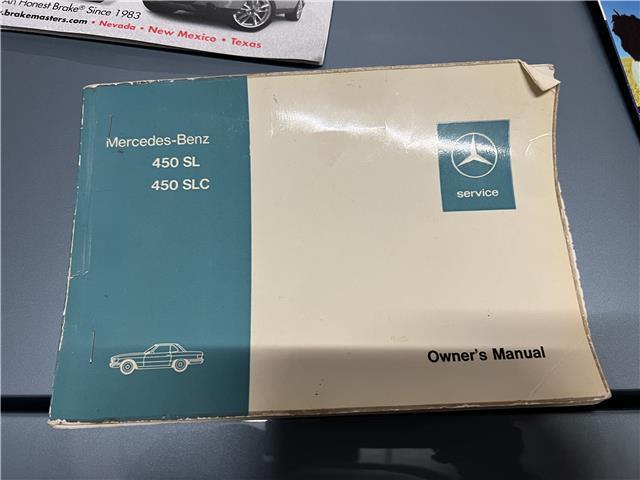 An Honest Brake® Since 1983
.brakemasters.com • Nevada • New Mexico • Texas
Mercedes-Benz
450 SL
450 SLC
service
Owner's Manual